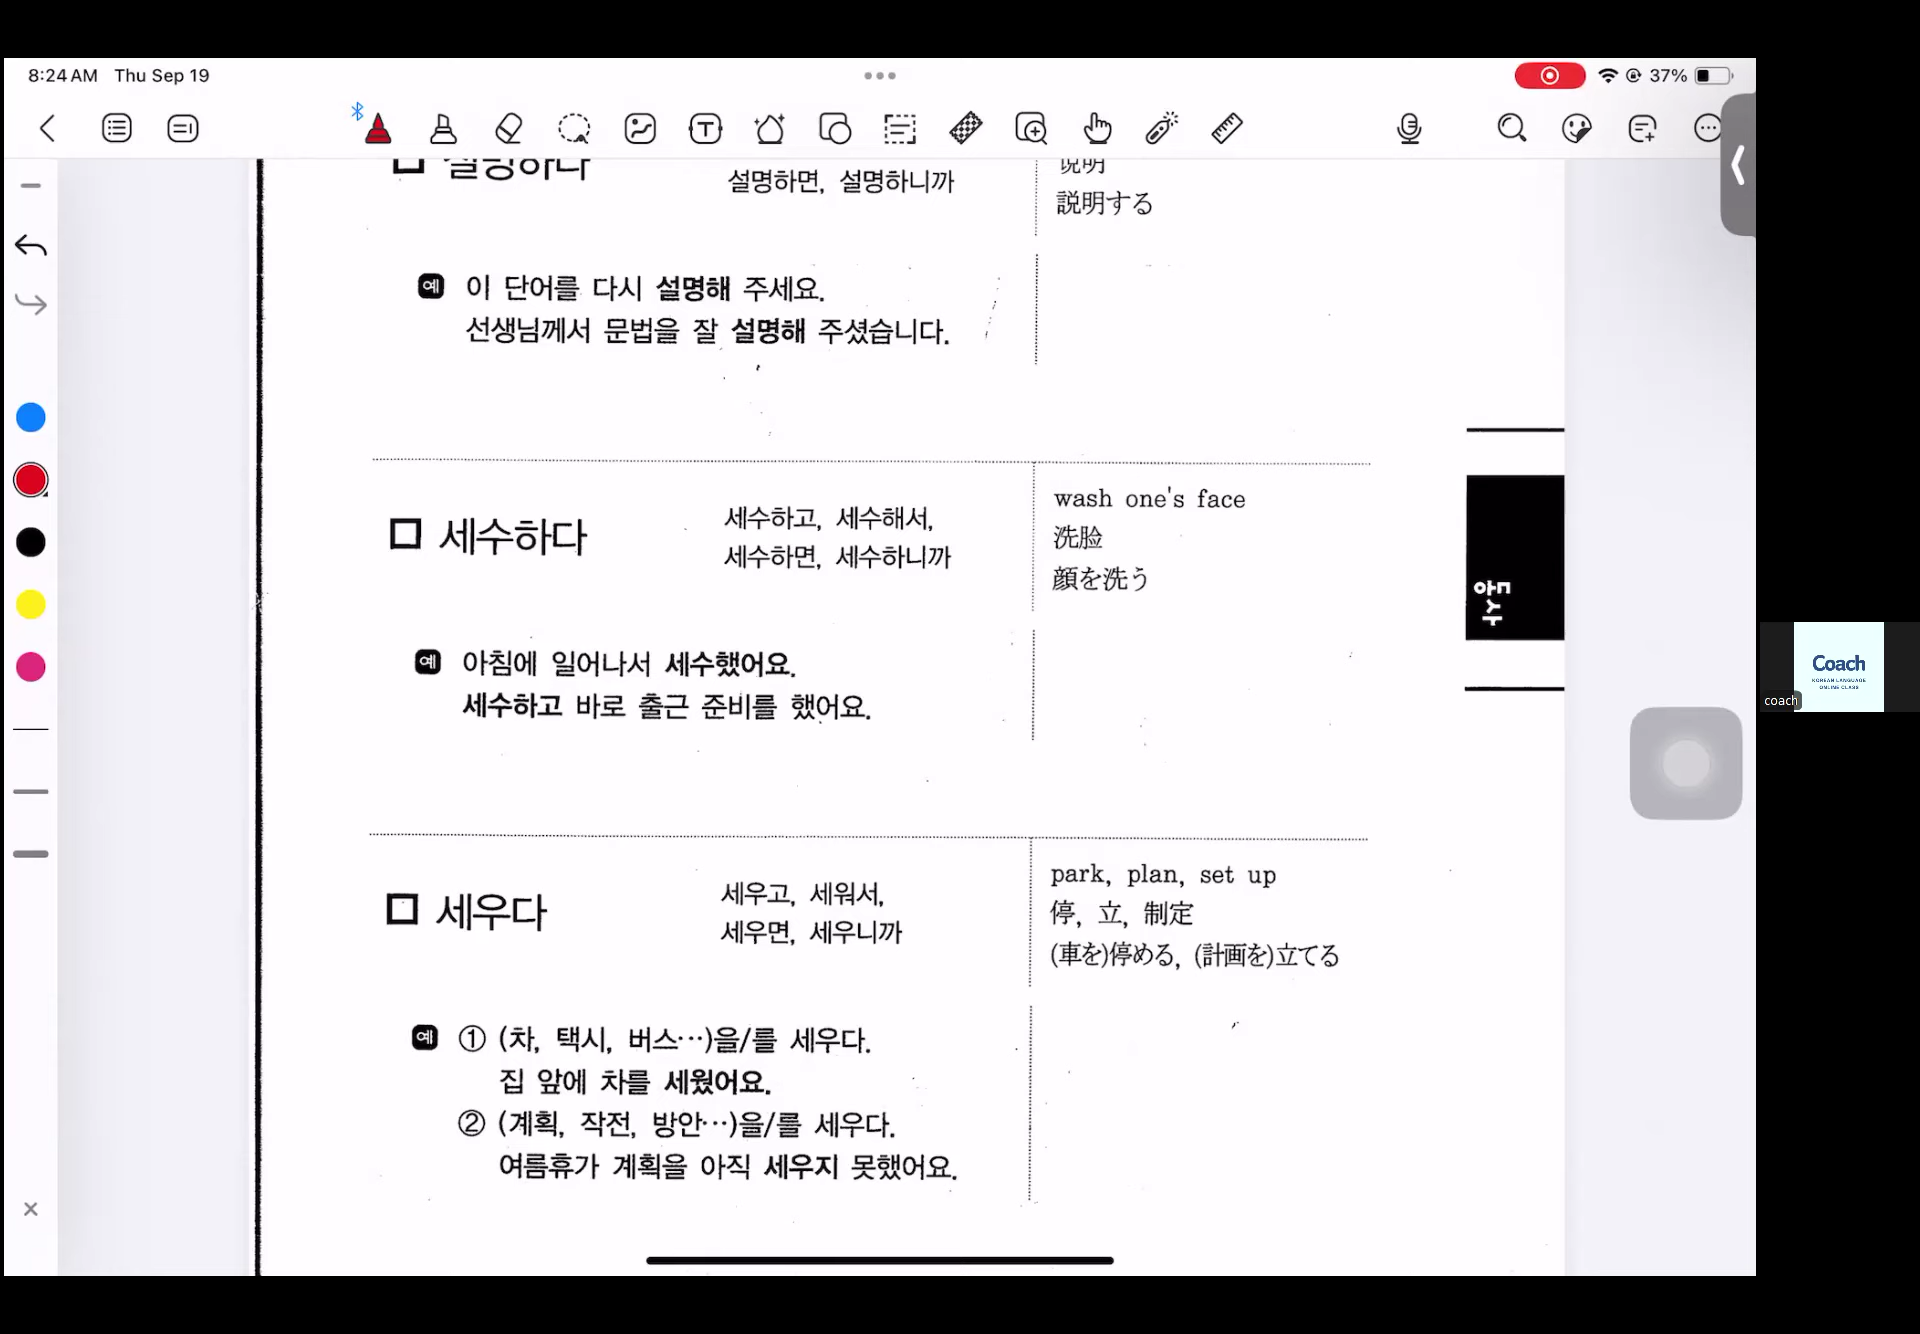 8:24 AM Thu Sep 19
37%
설명하다
설명하면, 설명하니까
说明
説明する
예 이 단어를 다시 설명해 주세요.
선생님께서 문법을 잘 설명해 주셨습니다.
세수하다
세수하고, 세수해서,
세수하면, 세수하니까
wash one's face
洗脸
顔を洗う
동사
예 아침에 일어나서 세수했어요.
세수하고 바로 출근 준비를 했어요.
Coach
KOREAN LANGUAGE
ONLINE CLASS
coach
세우다
세우고, 세워서,
세우면, 세우니까
park, plan, set up
停, 立, 制定
(車を)停める, (計画を)立てる
예 ① (차, 택시, 버스…)을/를 세우다.
집 앞에 차를 세웠어요.
② (계획, 작전, 방안…)을/를 세우다.
여름휴가 계획을 아직 세우지 못했어요.